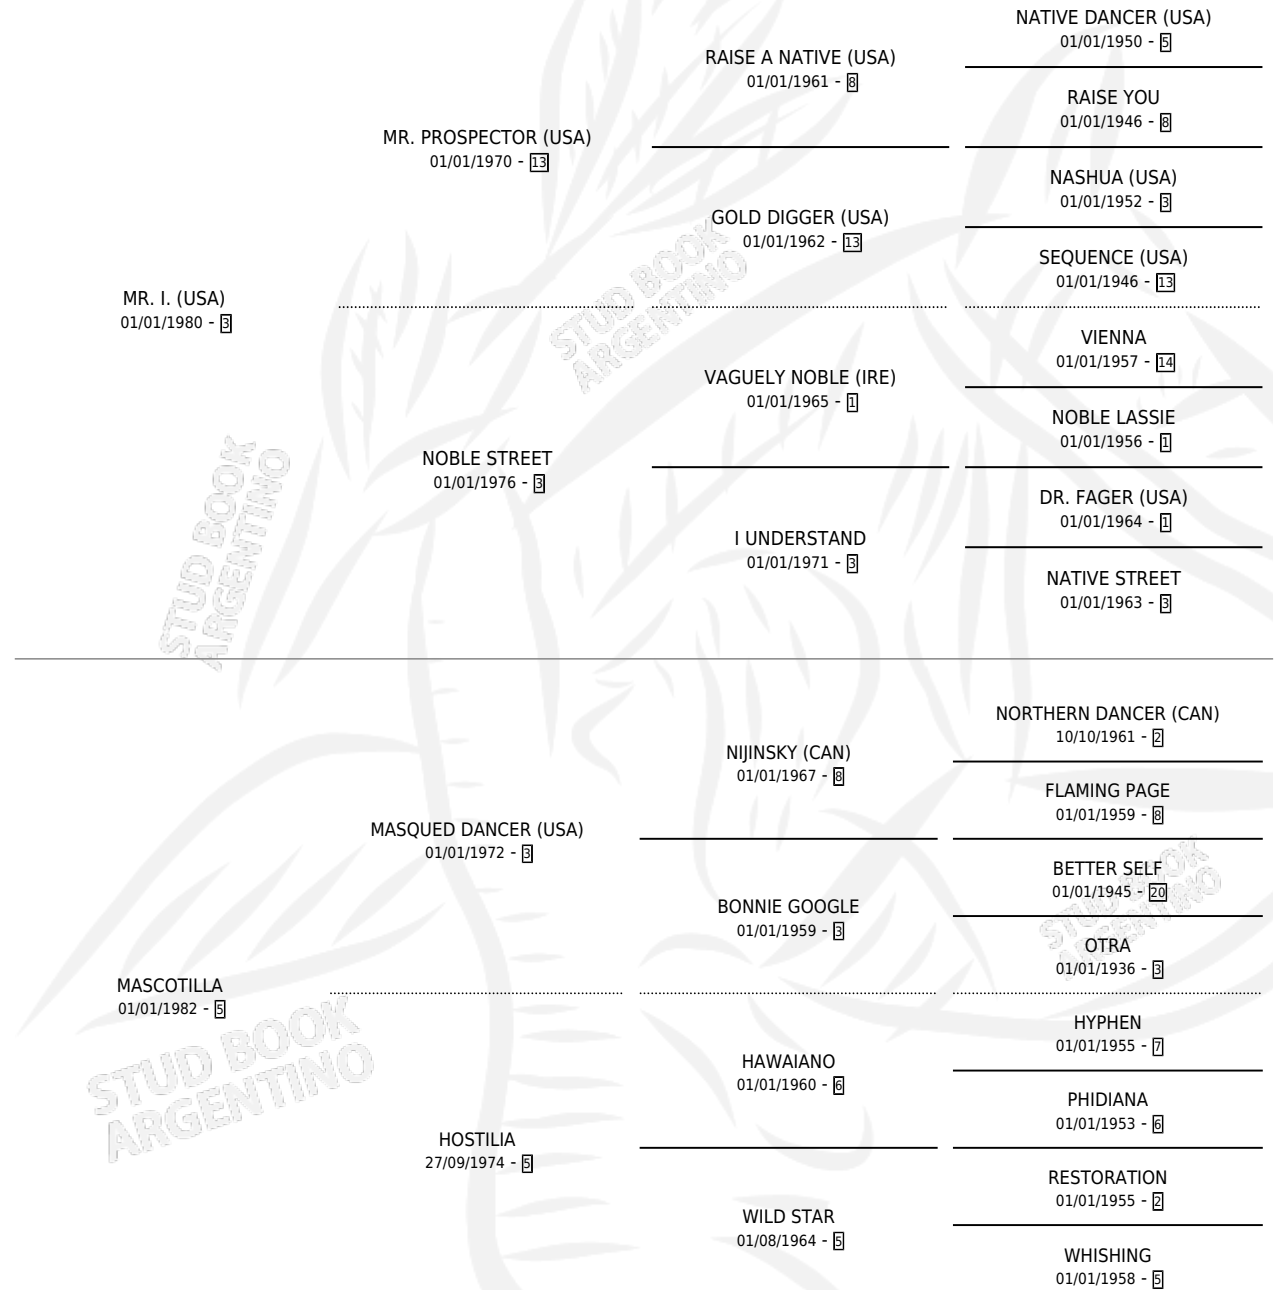 NATIVE DANCER (USA)
01/01/1950 - 5
RAISE A NATIVE (USA)
01/01/1961 - 8
RAISE YOU
01/01/1946 - 8
MR. PROSPECTOR (USA)
01/01/1970 - 13
NASHUA (USA)
01/01/1952 - 3
GOLD DIGGER (USA)
01/01/1962 - 13
SEQUENCE (USA)
01/01/1946 - 13
MR. I. (USA)
01/01/1980 - 3
STUD BOOK
ARGENTINO
VIENNA
01/01/1957 - 14
VAGUELY NOBLE (IRE)
01/01/1965 - 1
NOBLE LASSIE
01/01/1956 - 1
NOBLE STREET
01/01/1976 - 3
DR. FAGER (USA)
01/01/1964 - 1
I UNDERSTAND
01/01/1971 - 3
NATIVE STREET
01/01/1963 - 3
STUD BOOK
ARGENTINO
NORTHERN DANCER (CAN)
10/10/1961 - 2
NIJINSKY (CAN)
01/01/1967 - 8
FLAMING PAGE
01/01/1959 - 8
MASQUED DANCER (USA)
01/01/1972 - 3
BETTER SELF
01/01/1945 - 20
BONNIE GOOGLE
01/01/1959 - 3
OTRA
01/01/1936 - 3
STUD BOOK
ARGENTINO
MASCOTILLA
01/01/1982 - 5
HYPHEN
01/01/1955 - 7
HAWAIANO
01/01/1960 - 6
PHIDIANA
01/01/1953 - 6
STUD BOOK
ARGENTINO
HOSTILIA
27/09/1974 - 5
RESTORATION
01/01/1955 - 2
WILD STAR
01/08/1964 - 5
WHISHING
01/01/1958 - 5